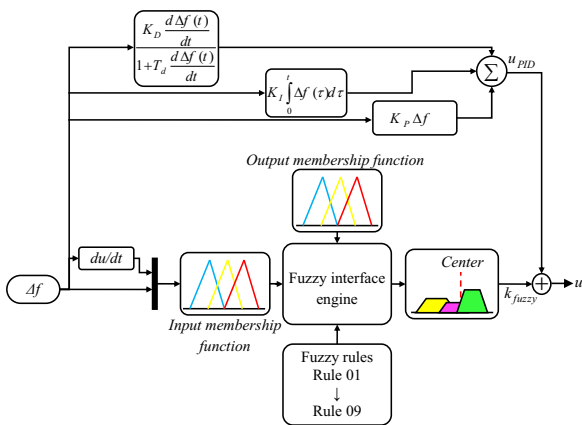 K_D dΔf(t)/dt
1+T_d dΔf(t)/dt
u_PID
Σ
K_I ∫_0^t Δf(τ)dτ
K_P Δf
Output membership function
du/dt
Δf
Input membership
function
Fuzzy interface
engine
Center
k_fuzzy
+
u
Fuzzy rules
Rule 01
↓
Rule 09